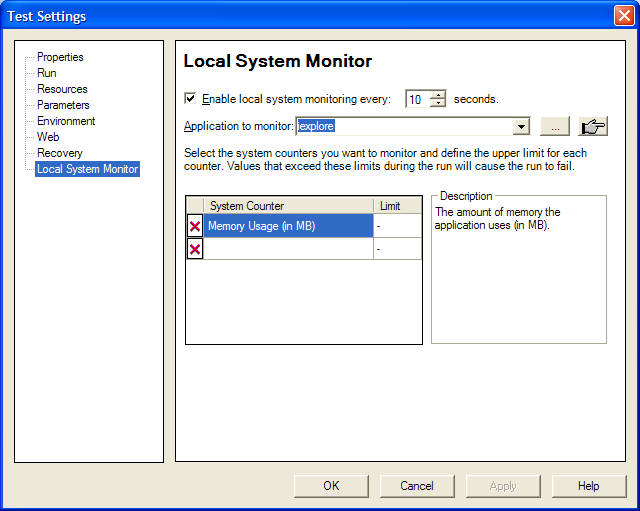 Test Settings
Properties
Run
Resources
Parameters
Environment
Web
Recovery
Local System Monitor
Local System Monitor
Enable local system monitoring every: 10 seconds.
Application to monitor: iexplore ...
Select the system counters you want to monitor and define the upper limit for each
counter. Values that exceed these limits during the run will cause the run to fail.
System Counter Limit
Memory Usage (in MB) -
-
Description
The amount of memory the
application uses (in MB).
OK Cancel Apply Help